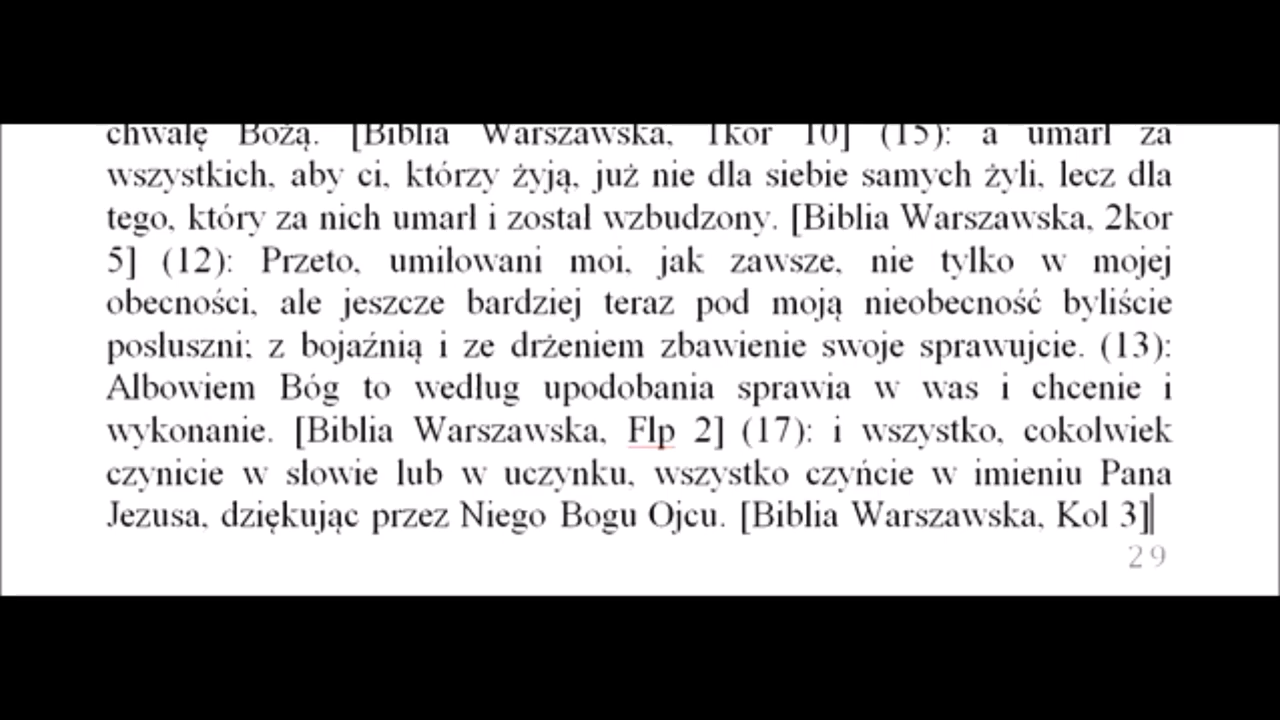 chwałę Bożą. [Biblia Warszawska, 1kor 10] (15): a umarł za
wszystkich, aby ci, którzy żyją, już nie dla siebie samych żyli, lecz dla
tego, który za nich umarł i został wzbudzony. [Biblia Warszawska, 2kor
5] (12): Przeto, umiłowani moi, jak zawsze, nie tylko w mojej
obecności, ale jeszcze bardziej teraz pod moją nieobecność byliście
posłuszni; z bojaźnią i ze drżeniem zbawienie swoje sprawujcie. (13):
Albowiem Bóg to według upodobania sprawia w was i chcenie i
wykonanie. [Biblia Warszawska, Flp 2] (17): i wszystko, cokolwiek
czynicie w słowie lub w uczynku, wszystko czyńcie w imieniu Pana
Jezusa, dziękując przez Niego Bogu Ojcu. [Biblia Warszawska, Kol 3]
29